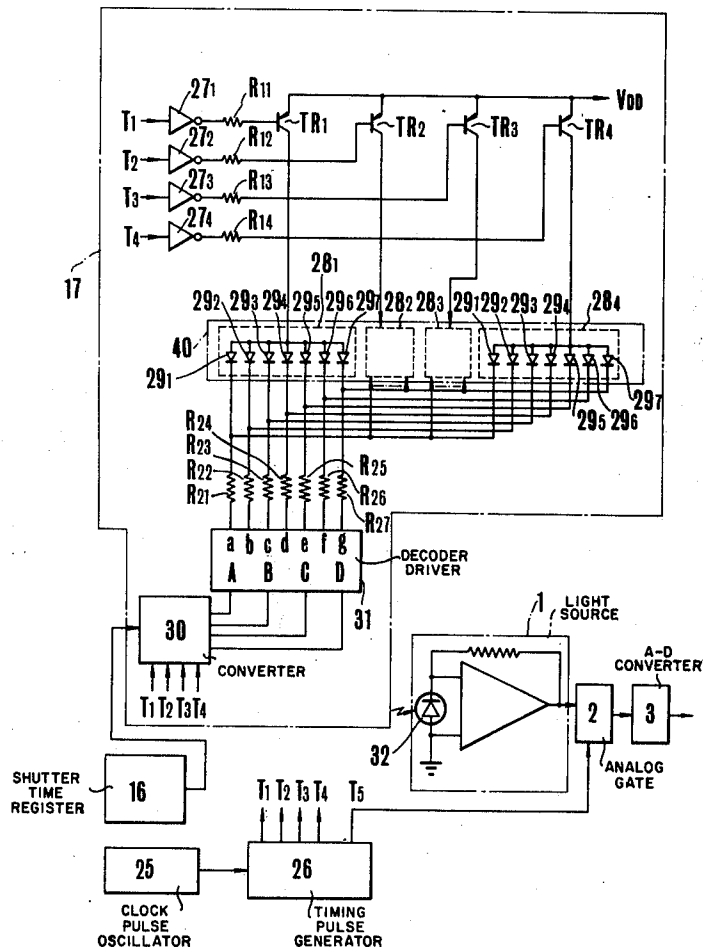 27₁ R₁₁
T₁ TR₁ TR₂ TR₃ TR₄ V_DD
27₂ R₁₂
T₂
27₃ R₁₃
T₃
27₄ R₁₄
T₄
17
28₁
29₂ 29₃ 29₄ 29₅ 29₆ 29₇ 28₂ 28₃ 29₁ 29₂ 29₃ 29₄ 28₄
40
29₁
29₅ 29₆ 29₇
R₂₄
R₂₃ R₂₅
R₂₂ R₂₆
R₂₁ R₂₇
a b c d e f g
A B C D
DECODER
DRIVER
31
30
CONVERTER
T₁ T₂ T₃ T₄
1
LIGHT
SOURCE
A-D
CONVERTER
2
3
32
ANALOG
GATE
SHUTTER
TIME
REGISTER
16
T₁ T₂ T₃ T₄ T₅
25
26
CLOCK
PULSE
OSCILLATOR
TIMING
PULSE
GENERATOR